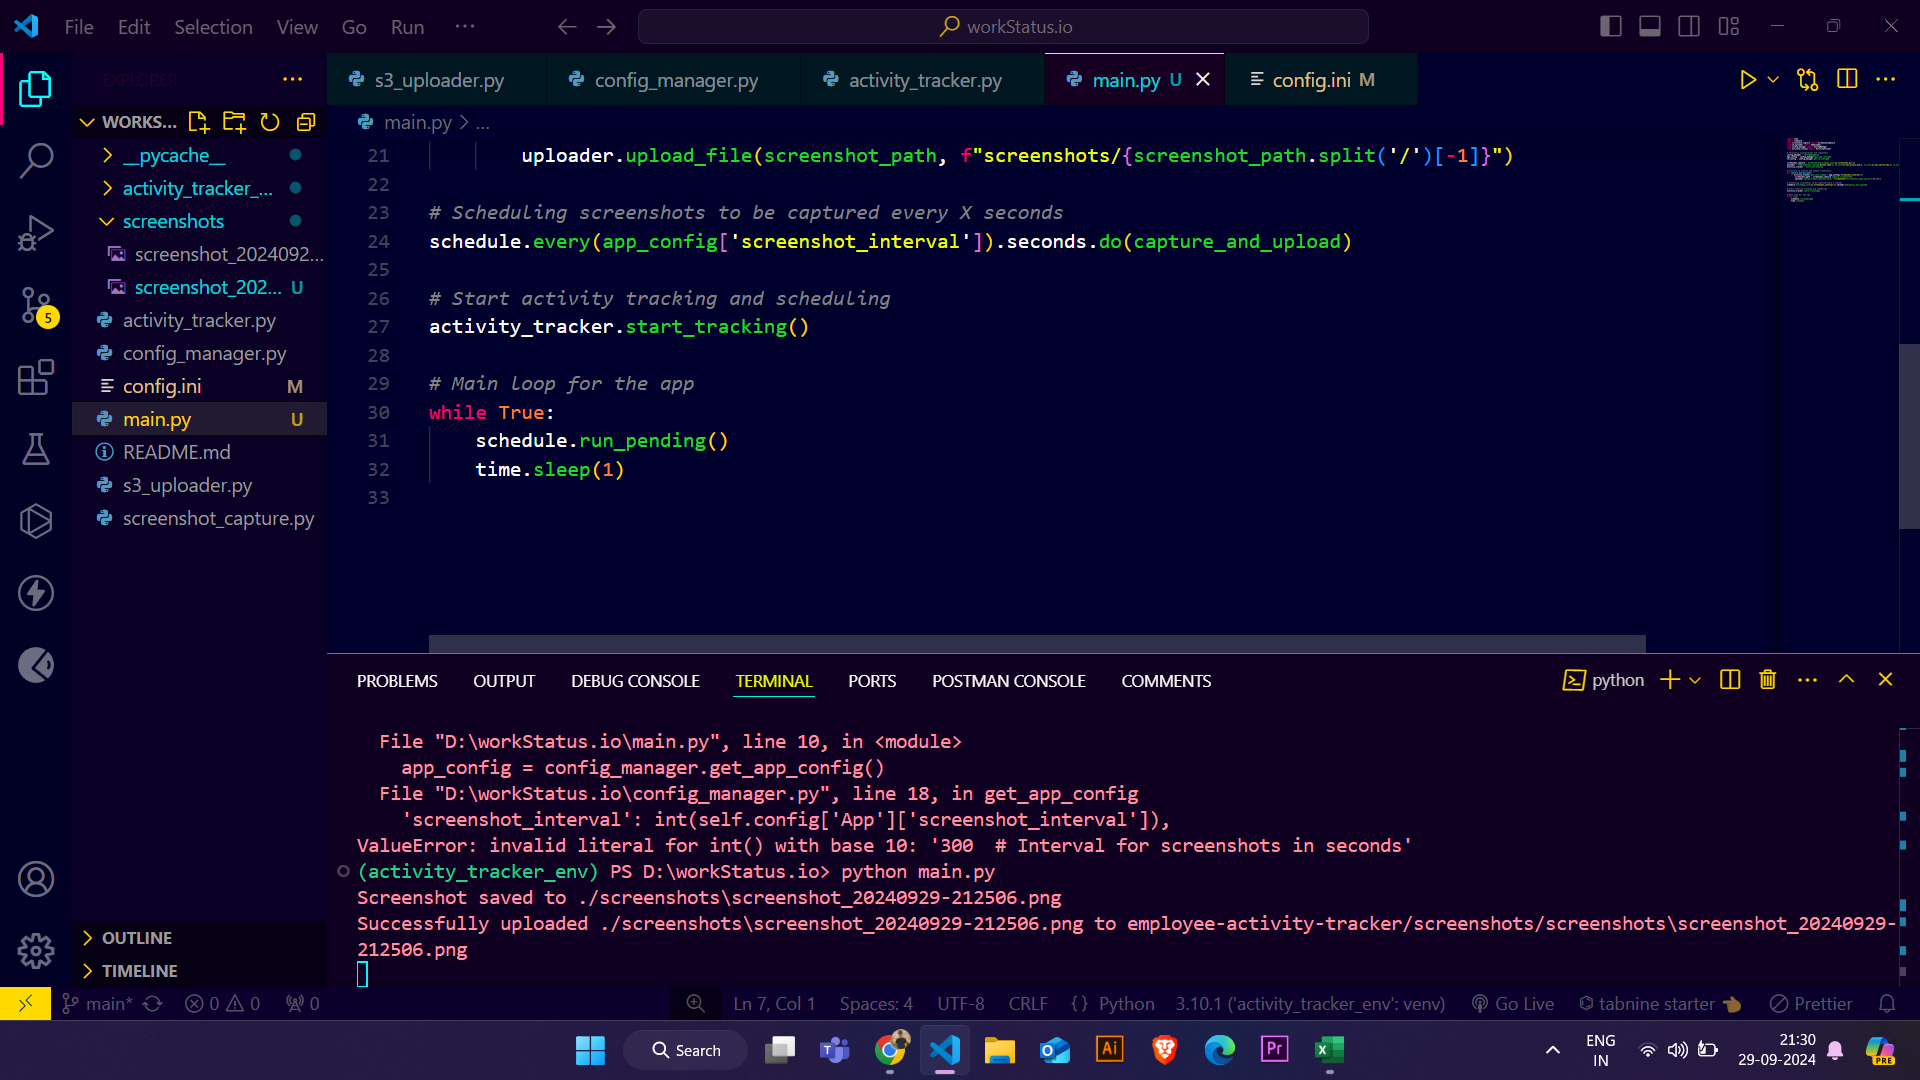 File Edit Selection View Go Run ···
workStatus.io
EXPLORER ···
s3_uploader.py config_manager.py activity_tracker.py main.py U config.ini M
WORKS...
main.py > ...
__pycache__
activity_tracker_...
screenshots
screenshot_2024092...
screenshot_202... U
activity_tracker.py
config_manager.py
config.ini M
main.py U
README.md
s3_uploader.py
screenshot_capture.py
5
OUTLINE
TIMELINE
21 uploader.upload_file(screenshot_path, f"screenshots/{screenshot_path.split('/')[-1]}")
22
23 # Scheduling screenshots to be captured every X seconds
24 schedule.every(app_config['screenshot_interval']).seconds.do(capture_and_upload)
25
26 # Start activity tracking and scheduling
27 activity_tracker.start_tracking()
28
29 # Main loop for the app
30 while True:
31 schedule.run_pending()
32 time.sleep(1)
33
PROBLEMS OUTPUT DEBUG CONSOLE TERMINAL PORTS POSTMAN CONSOLE COMMENTS python
File "D:\workStatus.io\main.py", line 10, in <module>
app_config = config_manager.get_app_config()
File "D:\workStatus.io\config_manager.py", line 18, in get_app_config
'screenshot_interval': int(self.config['App']['screenshot_interval']),
ValueError: invalid literal for int() with base 10: '300  # Interval for screenshots in seconds'
(activity_tracker_env) PS D:\workStatus.io> python main.py
Screenshot saved to ./screenshots\screenshot_20240929-212506.png
Successfully uploaded ./screenshots\screenshot_20240929-212506.png to employee-activity-tracker/screenshots/screenshots\screenshot_20240929-
212506.png
main* 0 0 0 Ln 7, Col 1 Spaces: 4 UTF-8 CRLF {} Python 3.10.1 ('activity_tracker_env': venv) Go Live tabnine starter Prettier
Search
Ai
Pr
ENG
IN
21:30
29-09-2024
PRE